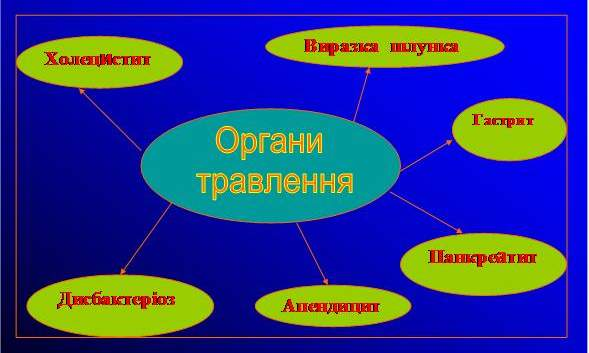 Холецистит
Виразка шлунка
Гастрит
Органи
травлення
Панкреатит
Дисбактеріоз
Апендицит